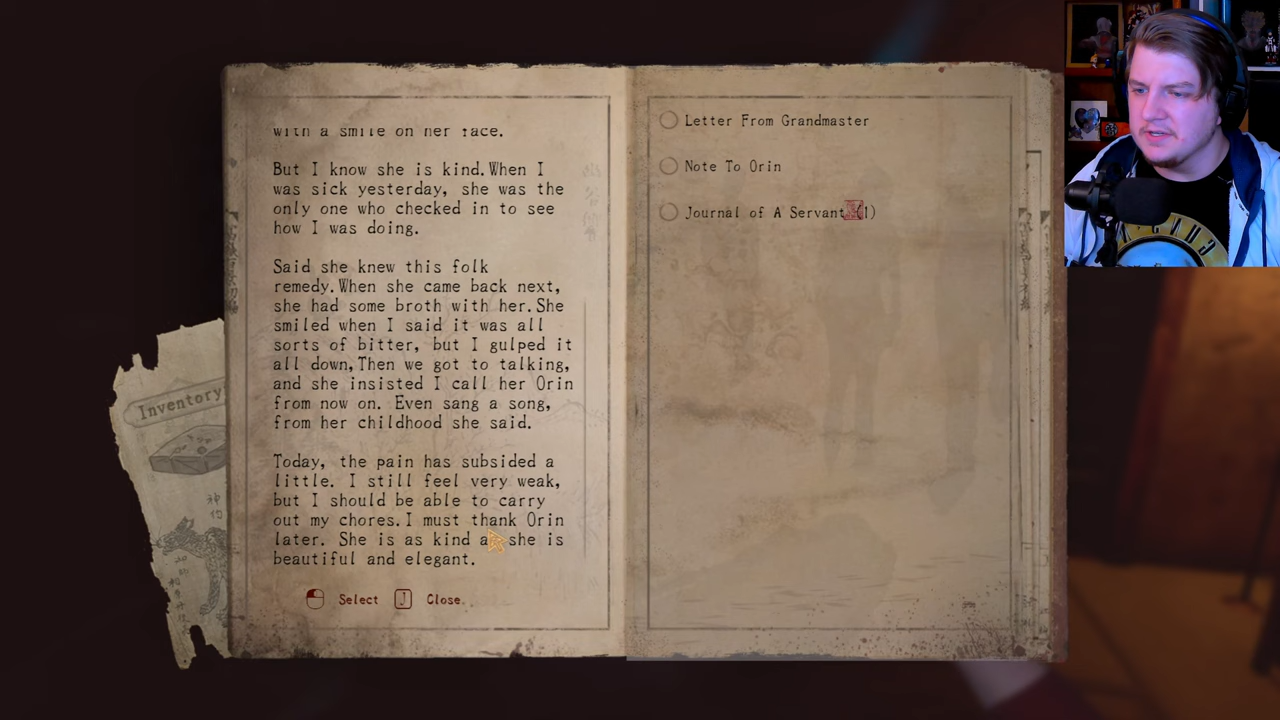 with a smile on her face.
But I know she is kind.When I
was sick yesterday, she was the
only one who checked in to see
how I was doing.
Said she knew this folk
remedy.When she came back next,
she had some broth with her.She
smiled when I said it was all
sorts of bitter, but I gulped it
all down,Then we got to talking,
and she insisted I call her Orin
from now on. Even sang a song,
from her childhood she said.
Today, the pain has subsided a
little. I still feel very weak,
but I should be able to carry
out my chores.I must thank Orin
later. She is as kind as she is
beautiful and elegant.
Select J Close
Letter From Grandmaster
Note To Orin
Journal of A Servant (1)
Inventory